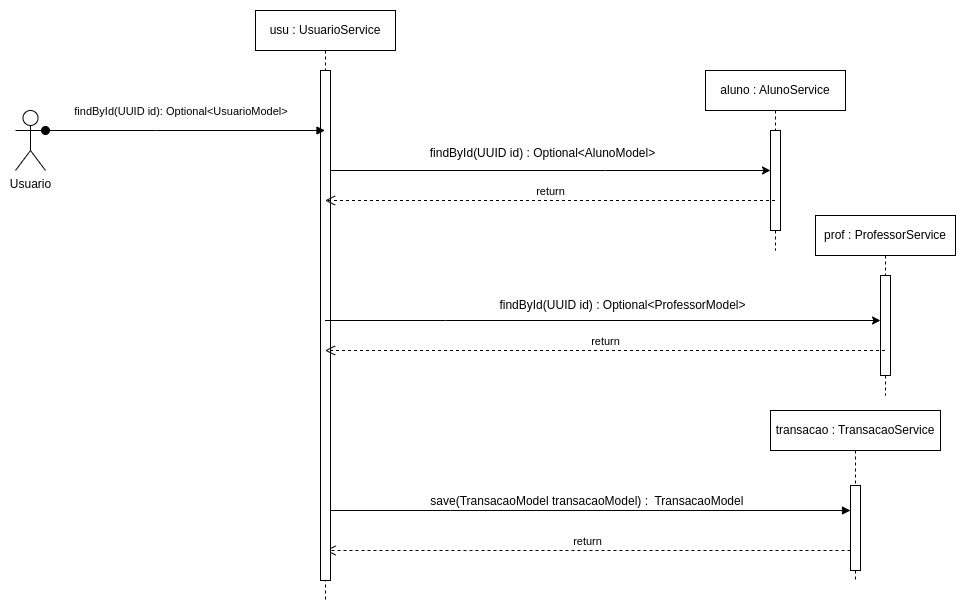 usu : UsuarioService
aluno : AlunoService
findById(UUID id): Optional<UsuarioModel>
findById(UUID id) : Optional<AlunoModel>
Usuario
return
prof : ProfessorService
findById(UUID id) : Optional<ProfessorModel>
return
transacao : TransacaoService
save(TransacaoModel transacaoModel) :  TransacaoModel
return